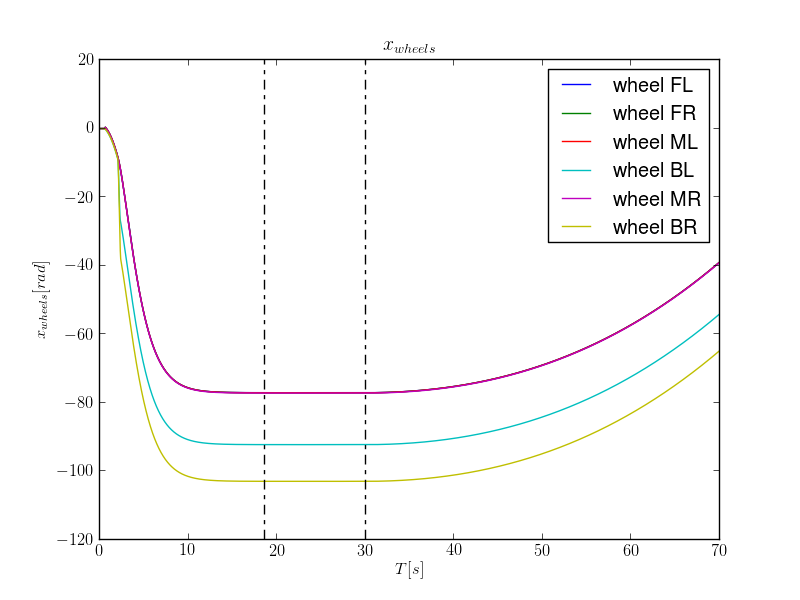 x_wheels
20
0
−20
−40
−60
−80
−100
−120
x_wheels[rad]
wheel FL
wheel FR
wheel ML
wheel BL
wheel MR
wheel BR
0 10 20 30 40 50 60 70
T[s]